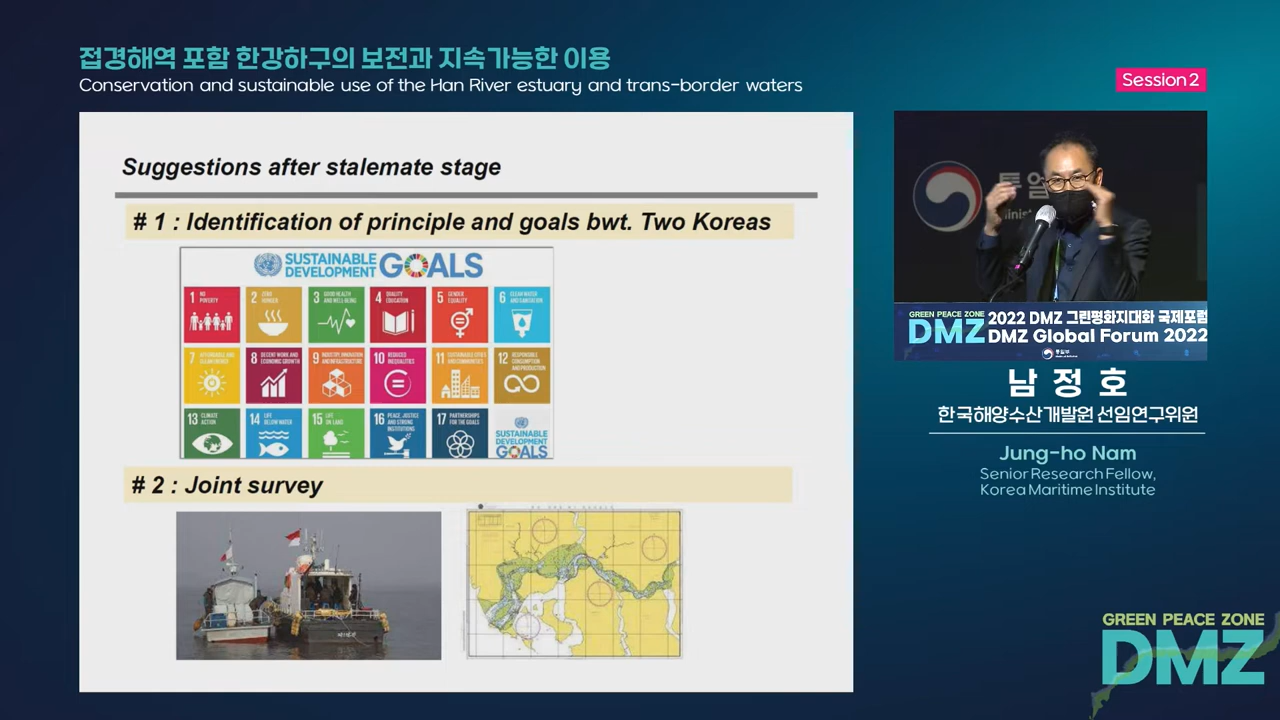 접경해역 포함 한강하구의 보전과 지속가능한 이용
Conservation and sustainable use of the Han River estuary and trans-border waters
Session 2
Suggestions after stalemate stage
# 1 : Identification of principle and goals bwt. Two Koreas
SUSTAINABLE
DEVELOPMENT
GOALS
1 NO
POVERTY
2 ZERO
HUNGER
3 GOOD HEALTH
AND WELL-BEING
4 QUALITY
EDUCATION
5 GENDER
EQUALITY
6 CLEAN WATER
AND SANITATION
7 AFFORDABLE AND
CLEAN ENERGY
8 DECENT WORK AND
ECONOMIC GROWTH
9 INDUSTRY, INNOVATION
AND INFRASTRUCTURE
10 REDUCED
INEQUALITIES
11 SUSTAINABLE CITIES
AND COMMUNITIES
12 RESPONSIBLE
CONSUMPTION
AND PRODUCTION
13 CLIMATE
ACTION
14 LIFE
BELOW WATER
15 LIFE
ON LAND
16 PEACE, JUSTICE
AND STRONG
INSTITUTIONS
17 PARTNERSHIPS
FOR THE GOALS
SUSTAINABLE
DEVELOPMENT
GOALS
# 2 : Joint survey
GREEN PEACE ZONE
DMZ
2022 DMZ 그린평화지대화 국제포럼
DMZ Global Forum 2022
통일부
남정호
한국해양수산개발원 선임연구위원
Jung-ho Nam
Senior Research Fellow,
Korea Maritime Institute
GREEN PEACE ZONE
DMZ